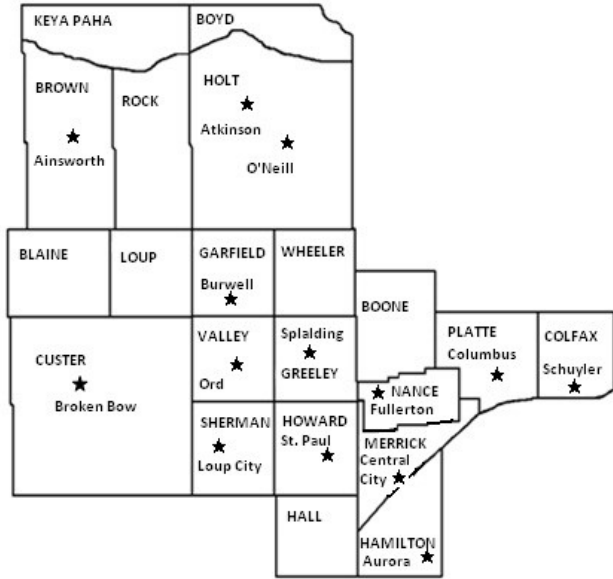 KEYA PAHA
BOYD
BROWN
ROCK
HOLT
Atkinson
Ainsworth
O'Neill
BLAINE
LOUP
GARFIELD
WHEELER
Burwell
BOONE
CUSTER
Broken Bow
VALLEY
Ord
Splalding
GREELEY
PLATTE
Columbus
COLFAX
Schuyler
NANCE
Fullerton
SHERMAN
Loup City
HOWARD
St. Paul
MERRICK
Central
City
HALL
HAMILTON
Aurora